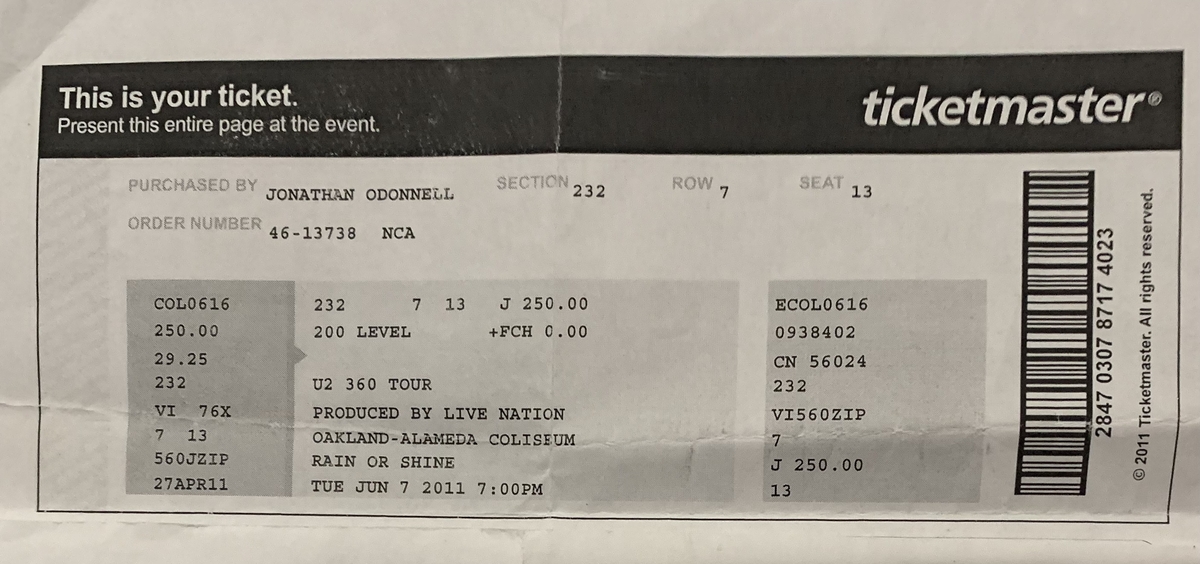 This is your ticket.
Present this entire page at the event.
ticketmaster®
PURCHASED BY JONATHAN ODONNELL SECTION 232 ROW 7 SEAT 13
ORDER NUMBER 46-13738 NCA
COL0616
250.00
29.25
232
VI 76X
7 13
560JZIP
27APR11
232 7 13 J 250.00
200 LEVEL +FCH 0.00
U2 360 TOUR
PRODUCED BY LIVE NATION
OAKLAND-ALAMEDA COLISEUM
RAIN OR SHINE
TUE JUN 7 2011 7:00PM
ECOL0616
0938402
CN 56024
232
VI560ZIP
7
J 250.00
13
2847 0307 8717 4023
© 2011 Ticketmaster. All rights reserved.